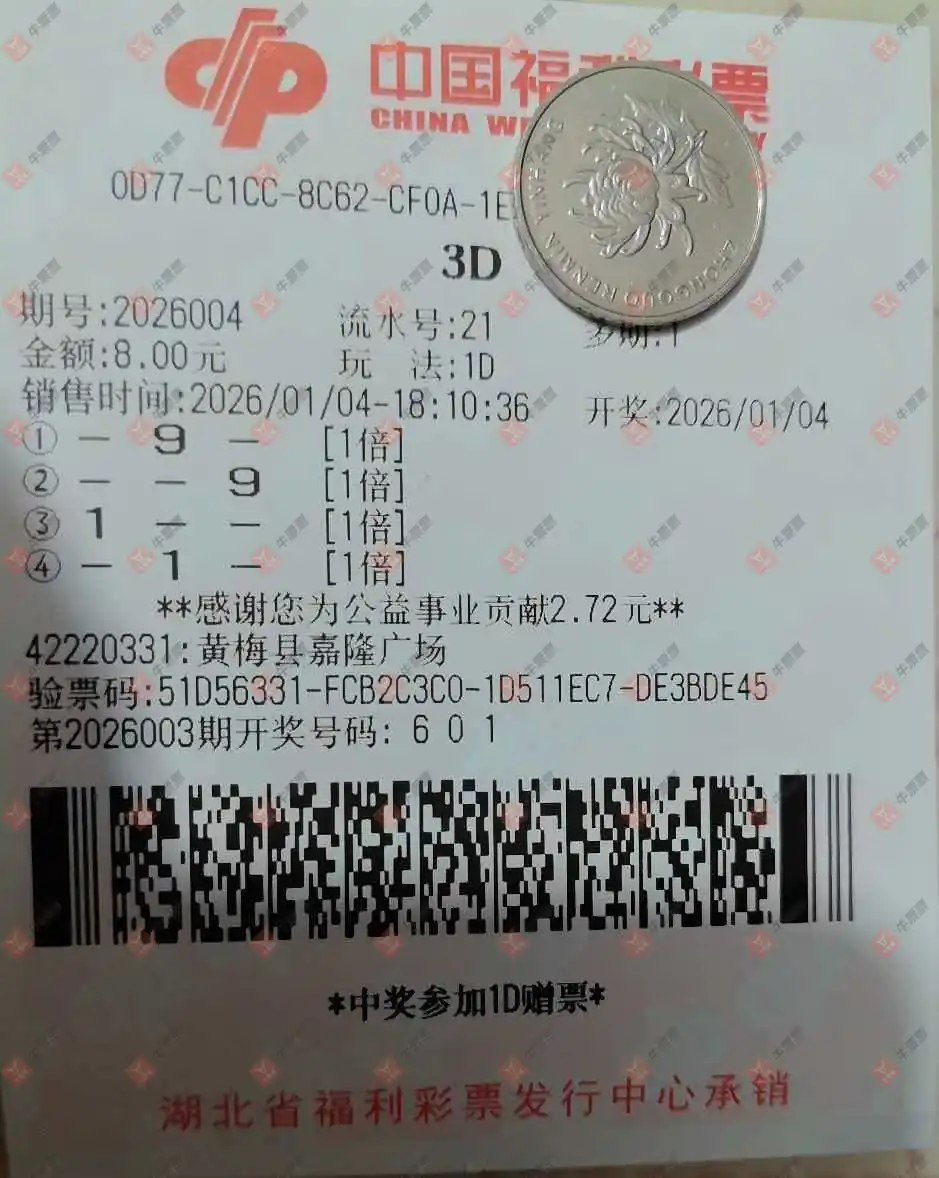 中国福利彩票
CHINA WE
0D77-C1CC-8C62-CF0A-1E
3D
期号:2026004 流水号:21 多期:1
金额:8.00元 玩 法:1D
销售时间:2026/01/04-18:10:36 开奖:2026/01/04
① － 9 － [1倍]
② － － 9 [1倍]
③ 1 － － [1倍]
④ － 1 － [1倍]
**感谢您为公益事业贡献2.72元**
42220331:黄梅县嘉隆广场
验票码:51D56331-FCB2C3C0-1D511EC7-DE3BDE45
第2026003期开奖号码: 6 0 1
*中奖参加1D赠票*
湖北省福利彩票发行中心承销
ZHONGGUO RENMIN YINHANG